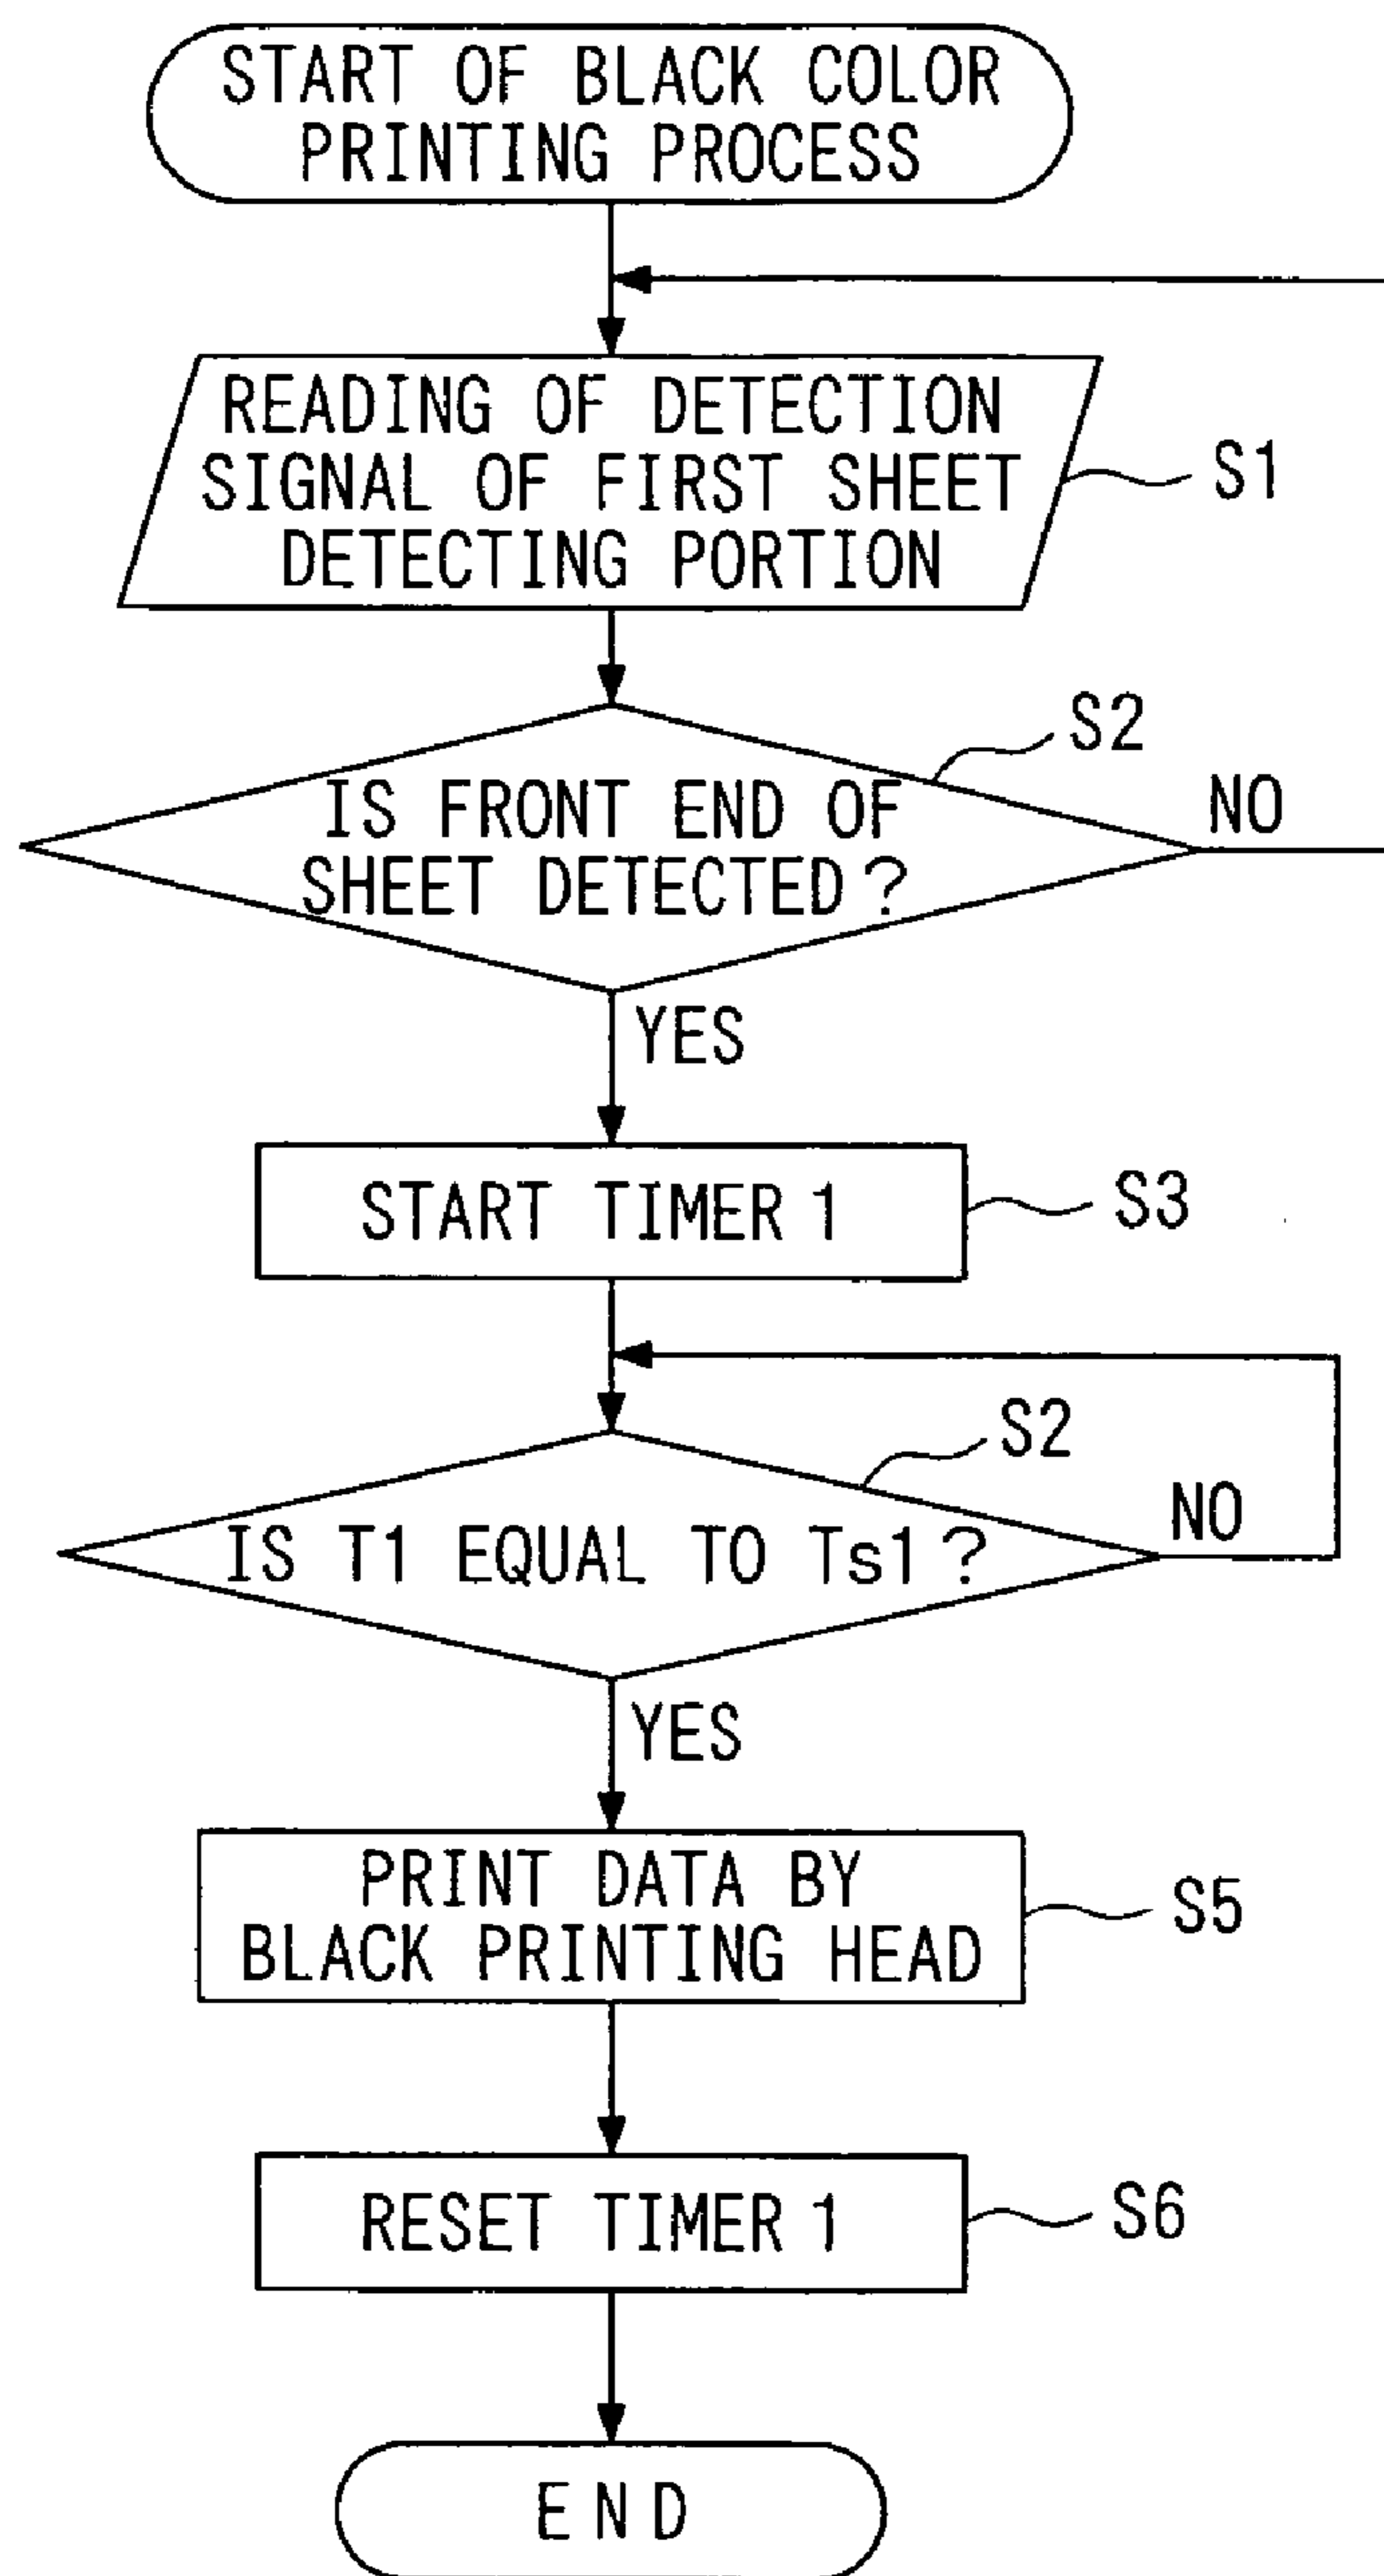 START OF BLACK COLOR
PRINTING PROCESS
READING OF DETECTION
SIGNAL OF FIRST SHEET
DETECTING PORTION
S1
S2
IS FRONT END OF
SHEET DETECTED?
NO
YES
START TIMER 1
S3
S2
IS T1 EQUAL TO Ts1?
NO
YES
PRINT DATA BY
BLACK PRINTING HEAD
S5
RESET TIMER 1
S6
END